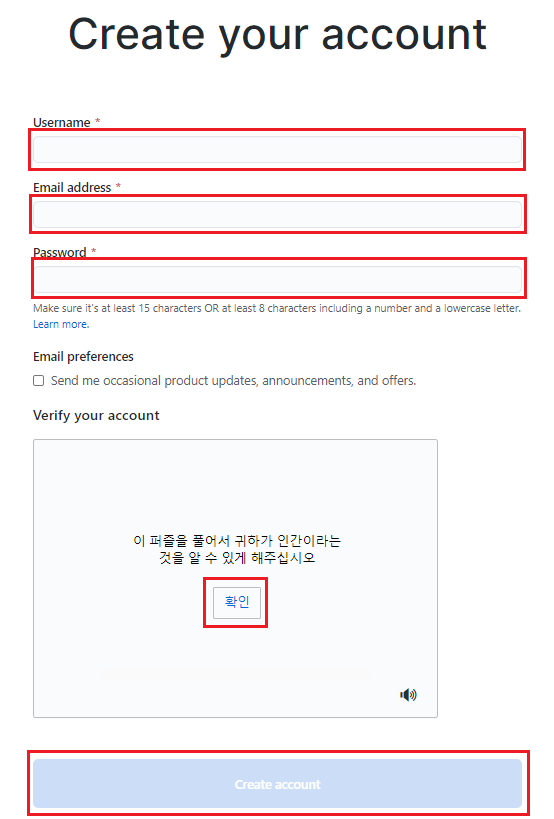 Create your account
Username *
Email address *
Password *
Make sure it's at least 15 characters OR at least 8 characters including a number and a lowercase letter.
Learn more.
Email preferences
Send me occasional product updates, announcements, and offers.
Verify your account
이 퍼즐을 풀어서 귀하가 인간이라는
것을 알 수 있게 해주십시오
확인
Create account